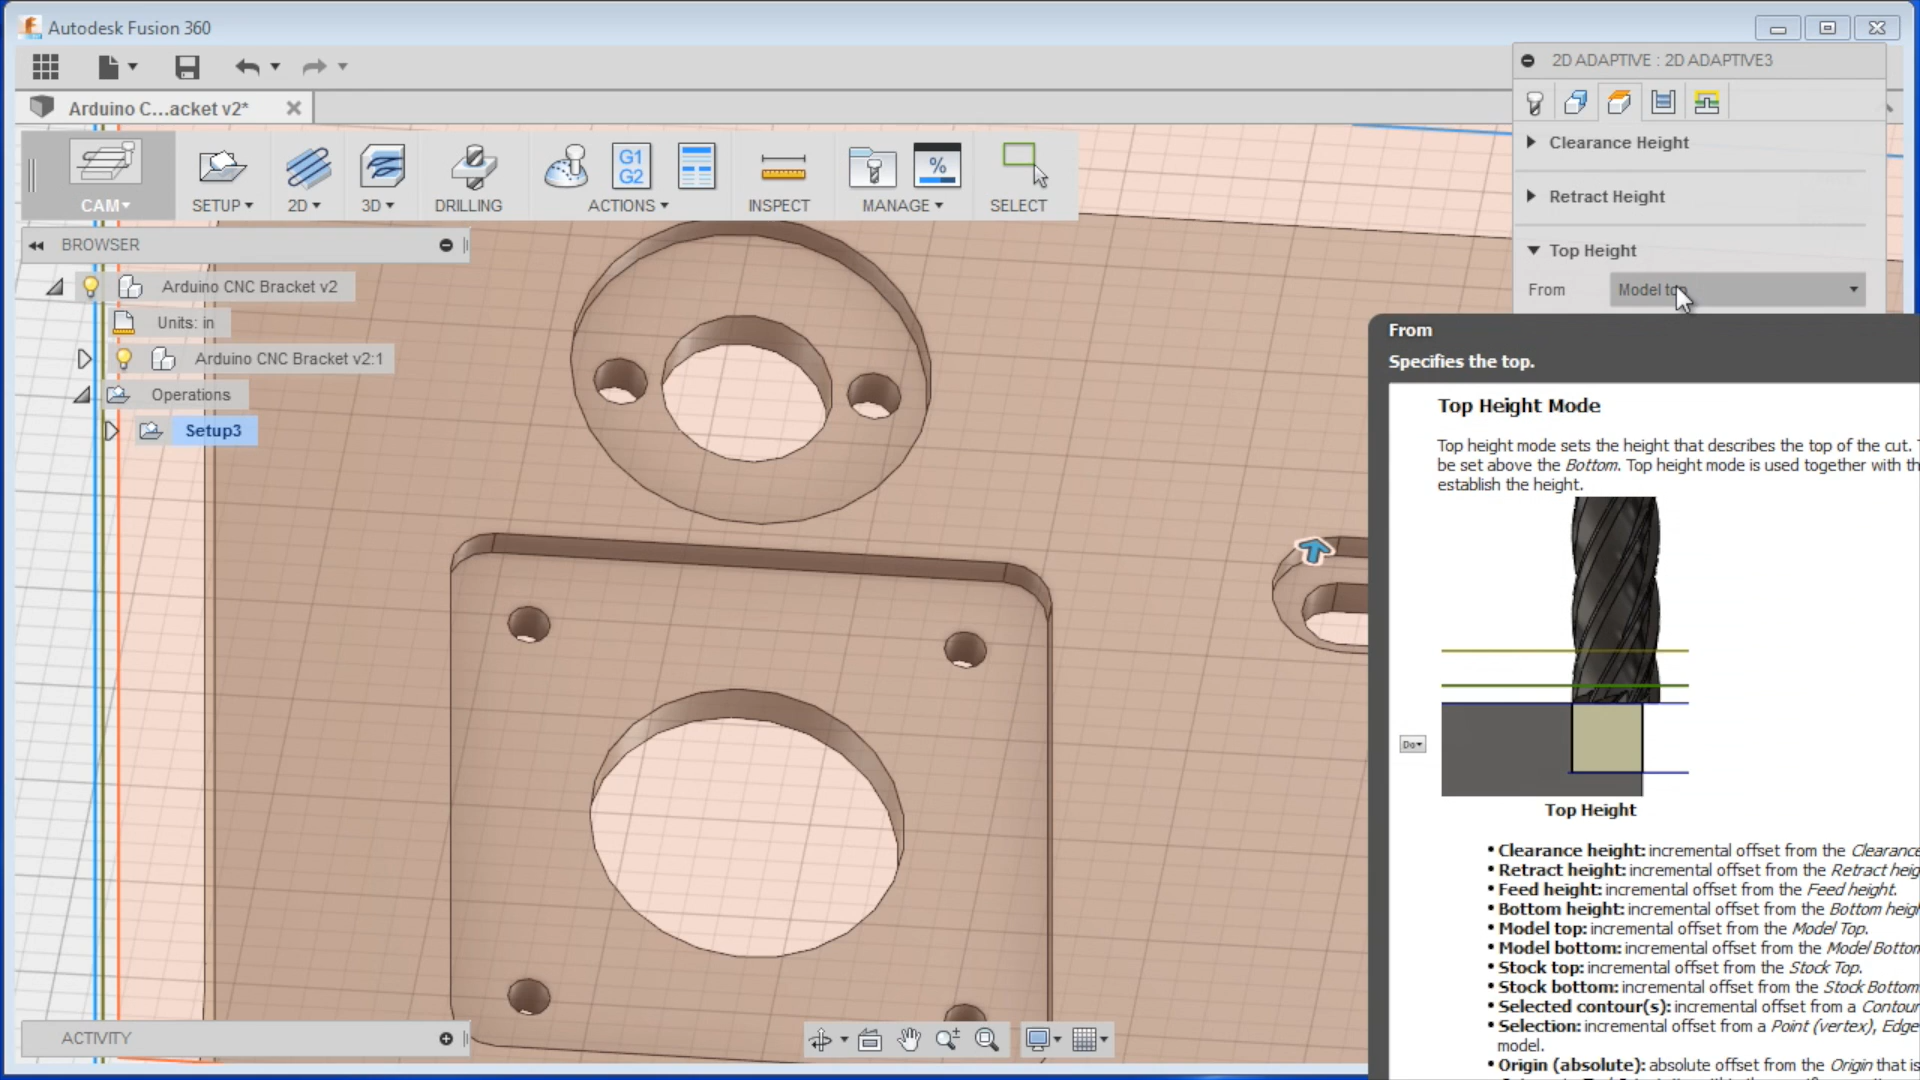 Autodesk Fusion 360
2D ADAPTIVE : 2D ADAPTIVE3
Arduino C...acket v2*
Clearance Height
Retract Height
Top Height
From
Model top
G1
G2
%
CAM
SETUP
2D
3D
DRILLING
ACTIONS
INSPECT
MANAGE
SELECT
BROWSER
Arduino CNC Bracket v2
Units: in
Arduino CNC Bracket v2:1
Operations
Setup3
From
Specifies the top.
Top Height Mode
Top height mode sets the height that describes the top of the cut.
be set above the Bottom. Top height mode is used together with
establish the height.
Do
Top Height
• Clearance height: incremental offset from the Clearance
• Retract height: incremental offset from the Retract
• Feed height: incremental offset from the Feed height.
• Bottom height: incremental offset from the Bottom
• Model top: incremental offset from the Model Top.
• Model bottom: incremental offset from the Model Bottom
• Stock top: incremental offset from the Stock Top.
• Stock bottom: incremental offset from the Stock Bottom
• Selected contour(s): incremental offset from a
• Selection: incremental offset from a Point (vertex), Edge
model.
• Origin (absolute): absolute offset from the Origin that is
ACTIVITY